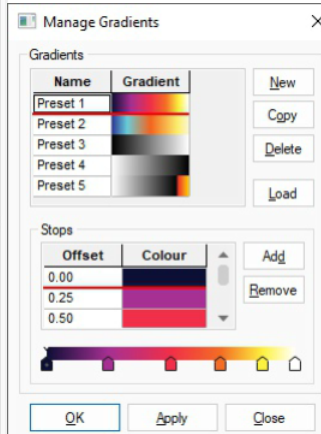 Manage Gradients
Gradients
Name Gradient
Preset 1
Preset 2
Preset 3
Preset 4
Preset 5
New
Copy
Delete
Load
Stops
Offset Colour
0.00
0.25
0.50
Add
Remove
OK Apply Close